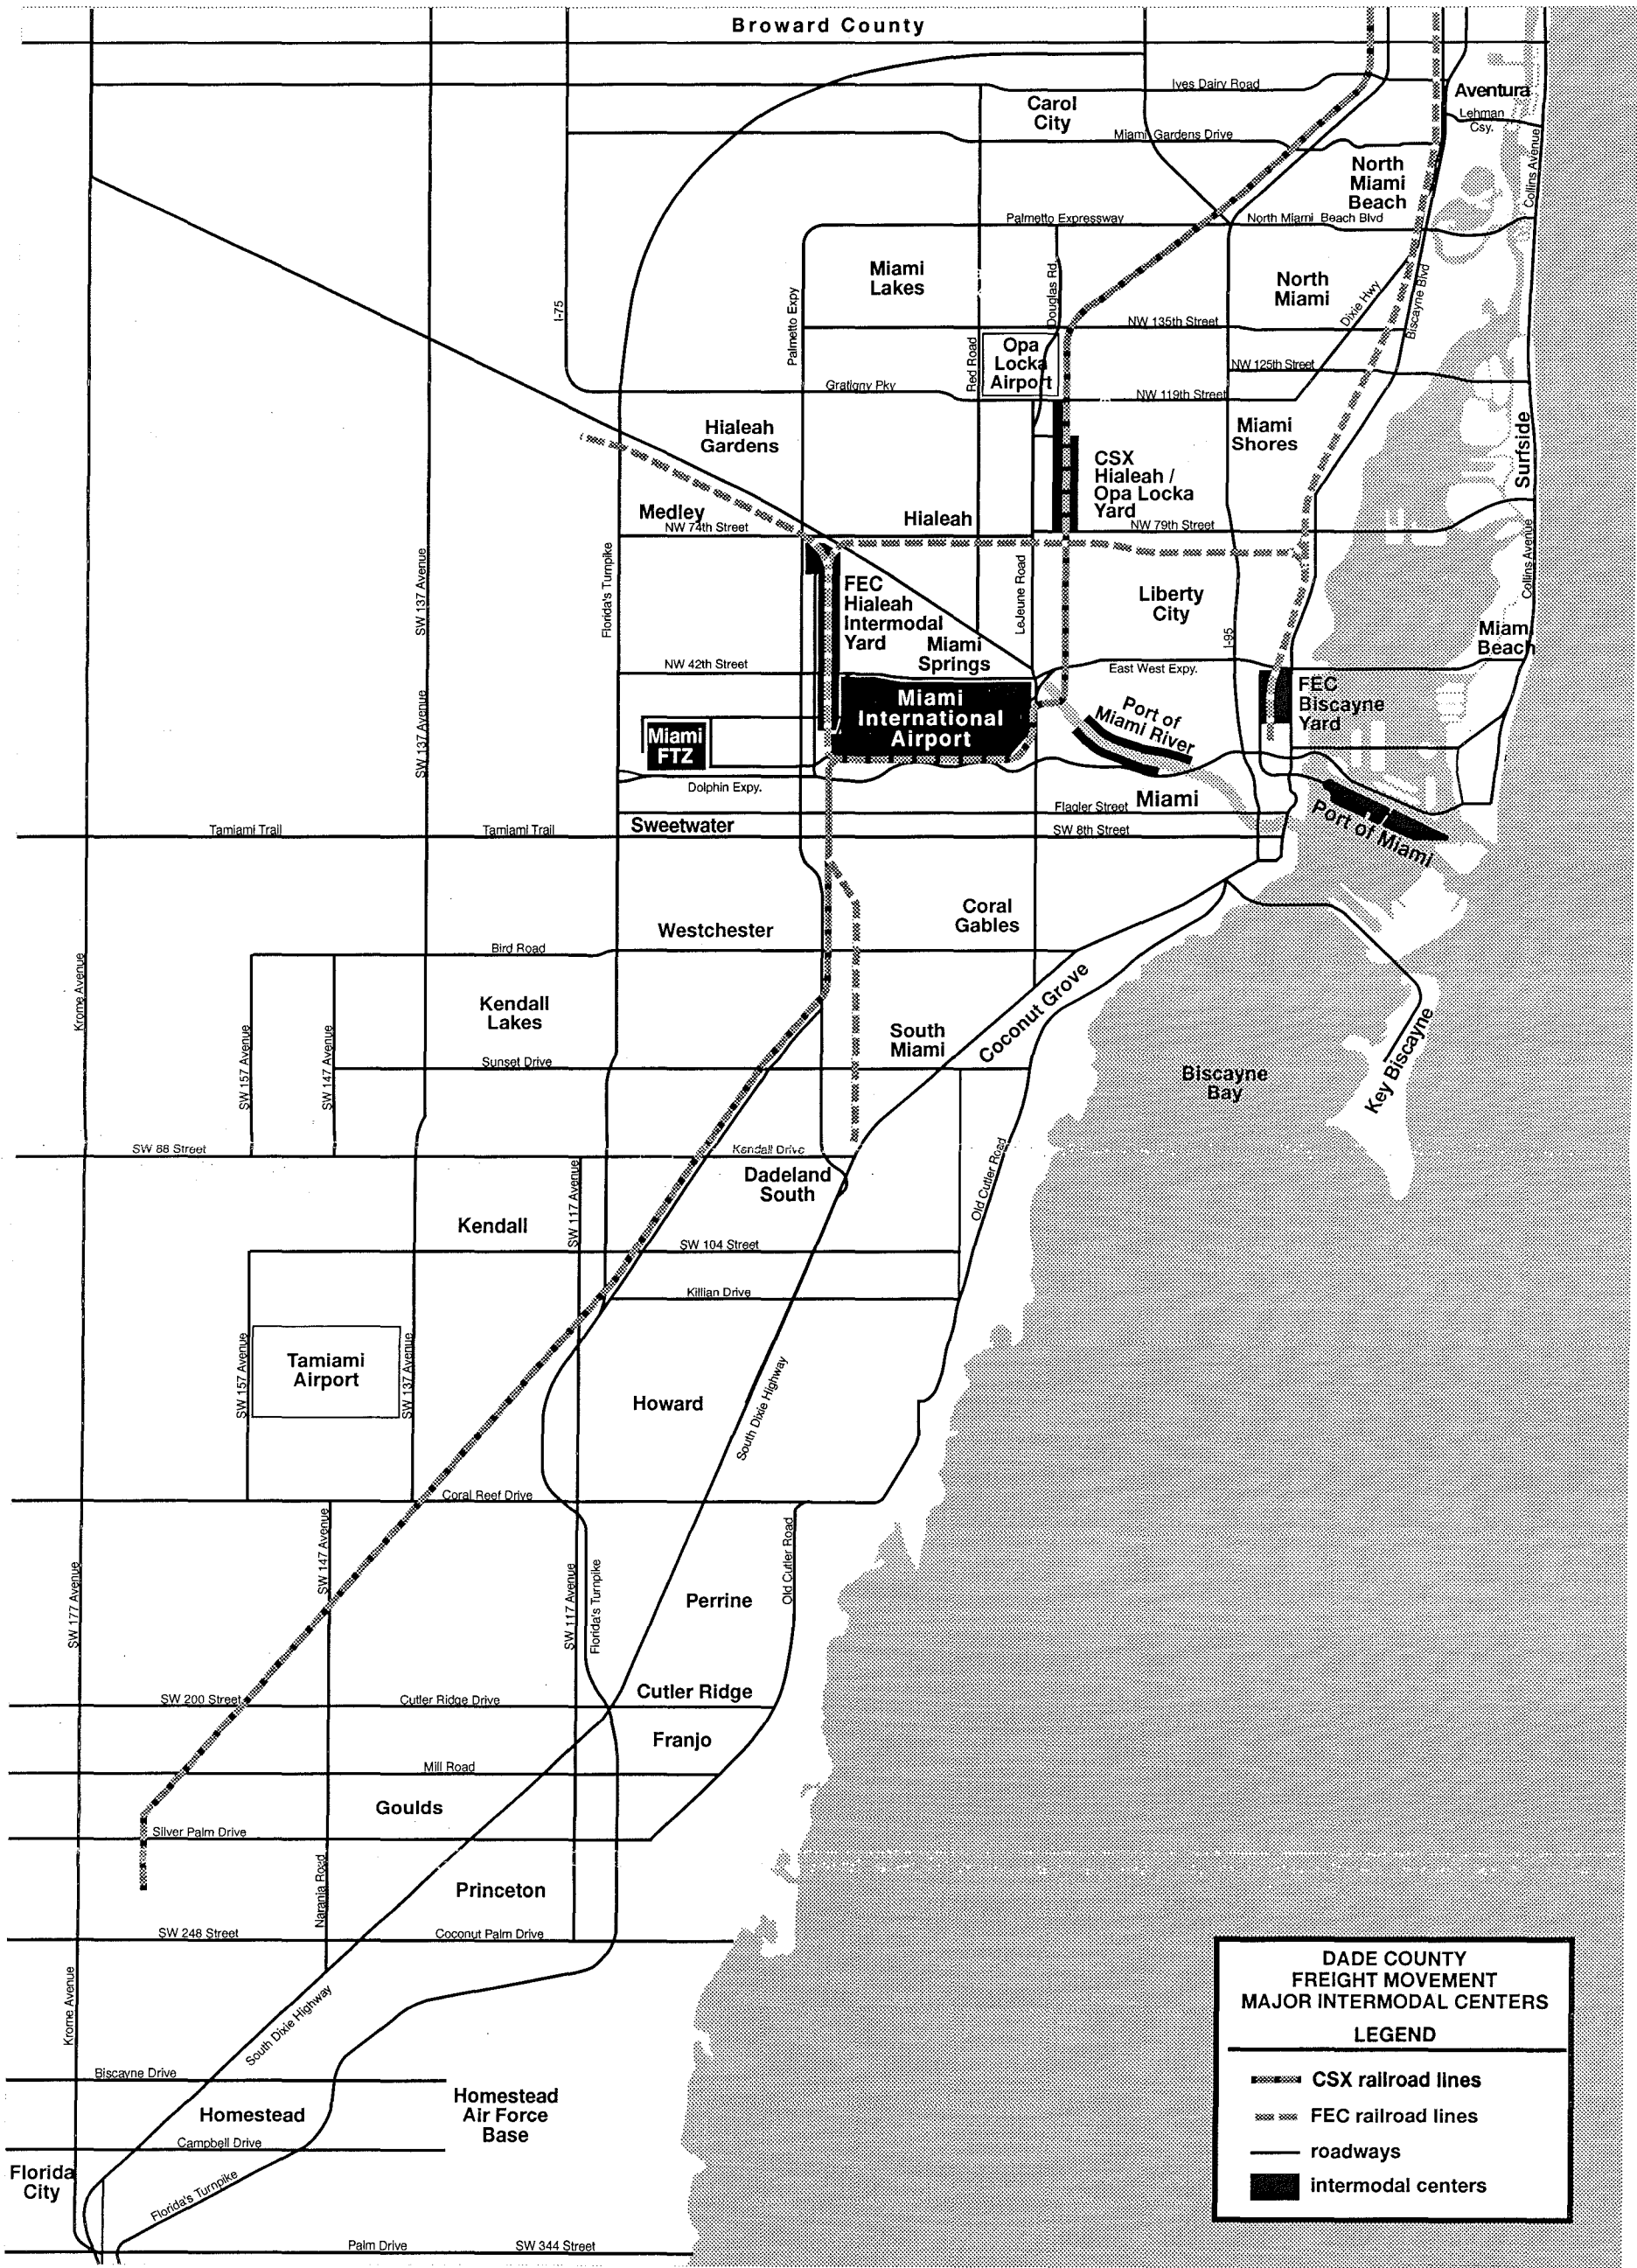 Broward County
Ives Dairy Road
Aventura
Carol
City
Lehman
Csy.
Miami Gardens Drive
Collins Avenue
North
Miami
Beach
Palmetto Expressway
North Miami Beach Blvd
Miami
Lakes
Douglas Rd.
North
Miami
I-75
Palmetto Expy
Dixie Hwy
Biscayne Blvd
NW 135th Street
Opa
Locka
Airport
Red Road
NW 125th Street
Gratigny Pky
NW 119th Street
Hialeah
Gardens
Miami
Shores
Surfside
CSX
Hialeah /
Opa Locka
Yard
Medley
NW 74th Street
Hialeah
NW 79th Street
SW 137 Avenue
Florida's Turnpike
FEC
Hialeah
Intermodal
Yard
LeJeune Road
Liberty
City
Collins Avenue
I-95
Miami
Springs
Miam
Beach
NW 42th Street
East West Expy.
SW 137 Avenue
Miami
International
Airport
Port of
Miami River
FEC
Biscayne
Yard
Miami
FTZ
Dolphin Expy.
Flagler Street
Miami
Port of Miami
Tamiami Trail
Tamiami Trail
Sweetwater
SW 8th Street
Westchester
Coral
Gables
Bird Road
Krome Avenue
Kendall
Lakes
South
Miami
Coconut Grove
SW 157 Avenue
SW 147 Avenue
Sunset Drive
Biscayne
Bay
Key Biscayne
SW 88 Street
Kendall Drive
Dadeland
South
Old Cutler Road
SW 117 Avenue
Kendall
SW 104 Street
Killian Drive
Tamiami
Airport
SW 157 Avenue
SW 137 Avenue
Howard
South Dixie Highway
Coral Reef Drive
SW 177 Avenue
SW 147 Avenue
SW 117 Avenue
Florida's Turnpike
Perrine
Old Cutler Road
SW 200 Street
Cutler Ridge Drive
Cutler Ridge
Franjo
Mill Road
Goulds
Silver Palm Drive
Naranja Road
Princeton
SW 248 Street
Coconut Palm Drive
Krome Avenue
South Dixie Highway
Biscayne Drive
Homestead
Homestead
Air Force
Base
Campbell Drive
Florida
City
Florida's Turnpike
Palm Drive
SW 344 Street
DADE COUNTY
FREIGHT MOVEMENT
MAJOR INTERMODAL CENTERS
LEGEND
CSX railroad lines
FEC railroad lines
roadways
intermodal centers